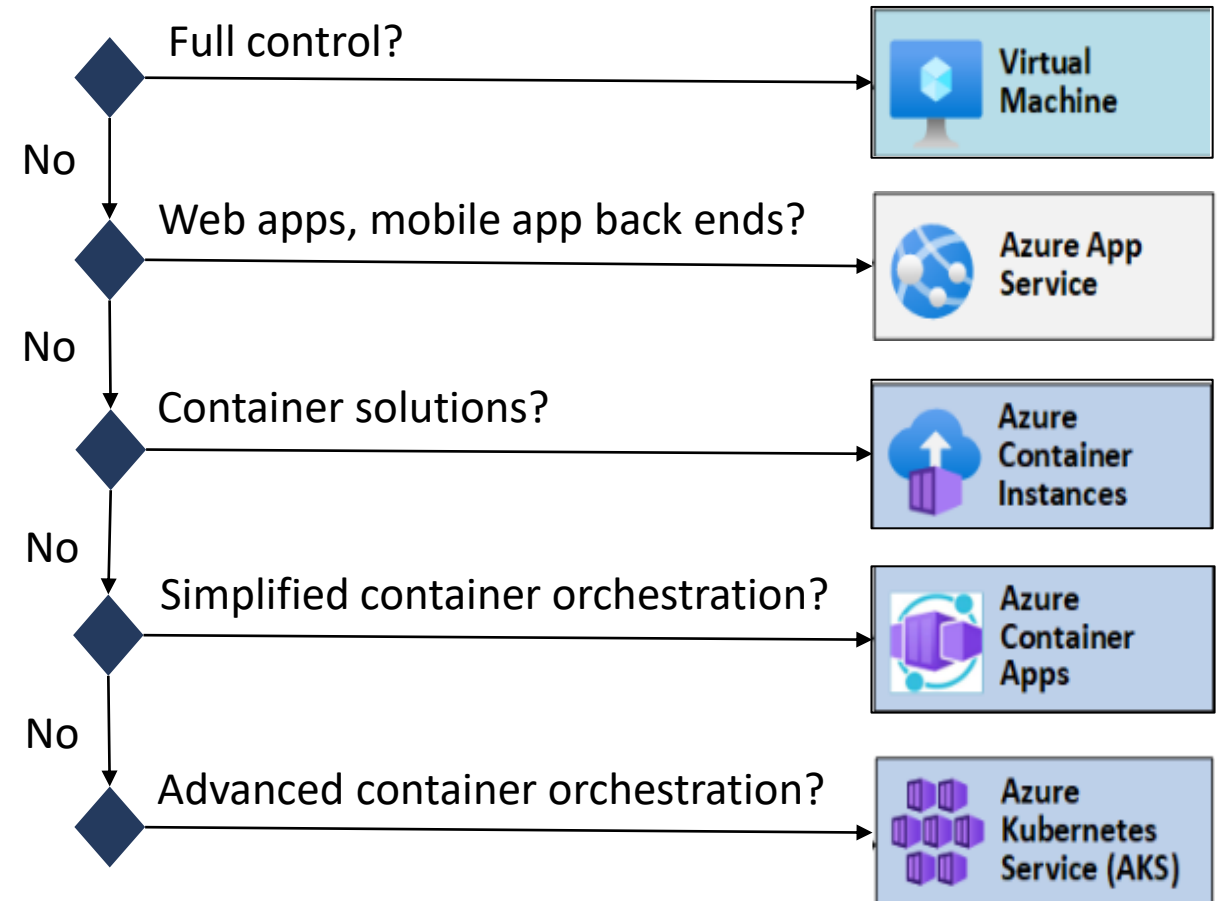 Full control?
Virtual
Machine
No
Web apps, mobile app back ends?
Azure App
Service
No
Container solutions?
Azure
Container
Instances
No
Simplified container orchestration?
Azure
Container
Apps
No
Advanced container orchestration?
Azure
Kubernetes
Service (AKS)